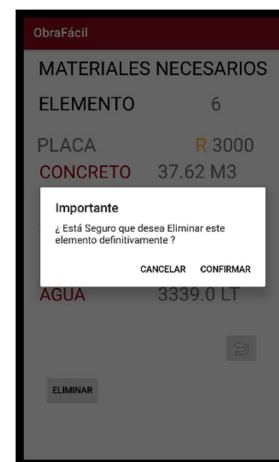 ObraFácil
MATERIALES NECESARIOS
ELEMENTO 6
PLACA R 3000
CONCRETO 37.62 M3
Importante
¿ Está Seguro que desea Eliminar este
elemento definitivamente ?
CANCELAR CONFIRMAR
AGUA 3339.0 LT
ELIMINAR